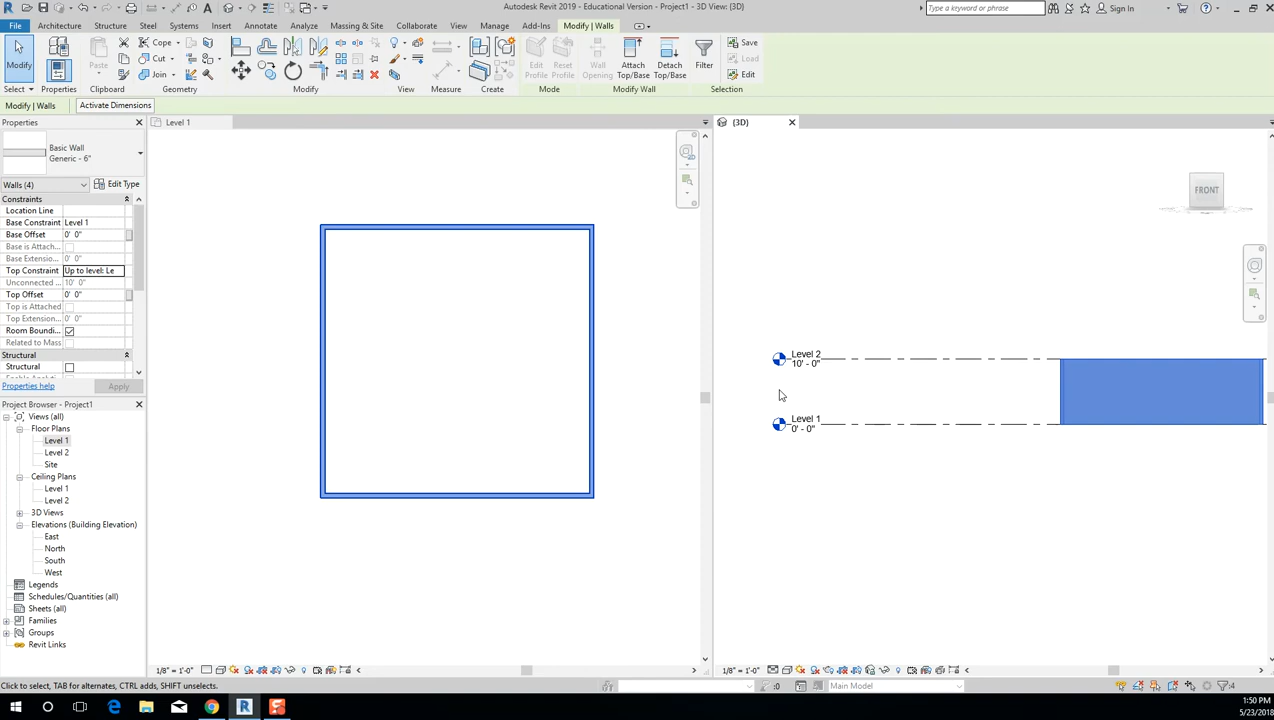 Autodesk Revit 2019 - Educational Version - Project1 - 3D View: (3D)
Type a keyword or phrase
Sign In
File Architecture Structure Steel Systems Insert Annotate Analyze Massing & Site Collaborate View Manage Add-Ins Modify | Walls
Modify
Paste
Cope
Cut
Join
Edit Profile
Reset Profile
Wall Opening
Attach Top/Base
Detach Top/Base
Filter
Save
Load
Edit
Select Properties Clipboard Geometry Modify View Measure Create Mode Modify Wall Selection
Modify | Walls Activate Dimensions
Properties
Level 1
(3D)
Basic Wall
Generic - 6"
Walls (4) Edit Type
Constraints
Location Line
Base Constraint Level 1
Base Offset 0' 0"
Base is Attach...
Base Extensio... 0' 0"
Top Constraint Up to level: Le
Unconnected ... 10' 0"
Top Offset 0' 0"
Top is Attached
Top Extension... 0' 0"
Room Boundi...
Related to Mass
Structural
Structural
Properties help Apply
Project Browser - Project1
Views (all)
Floor Plans
Level 1
Level 2
Site
Ceiling Plans
Level 1
Level 2
3D Views
Elevations (Building Elevation)
East
North
South
West
Legends
Schedules/Quantities (all)
Sheets (all)
Families
Groups
Revit Links
FRONT
Level 2
10' - 0"
Level 1
0' - 0"
1/8" = 1'-0"
1/8" = 1'-0"
Click to select, TAB for alternates, CTRL adds, SHIFT unselects.
:0
Main Model
:4
1:50 PM
5/23/2018